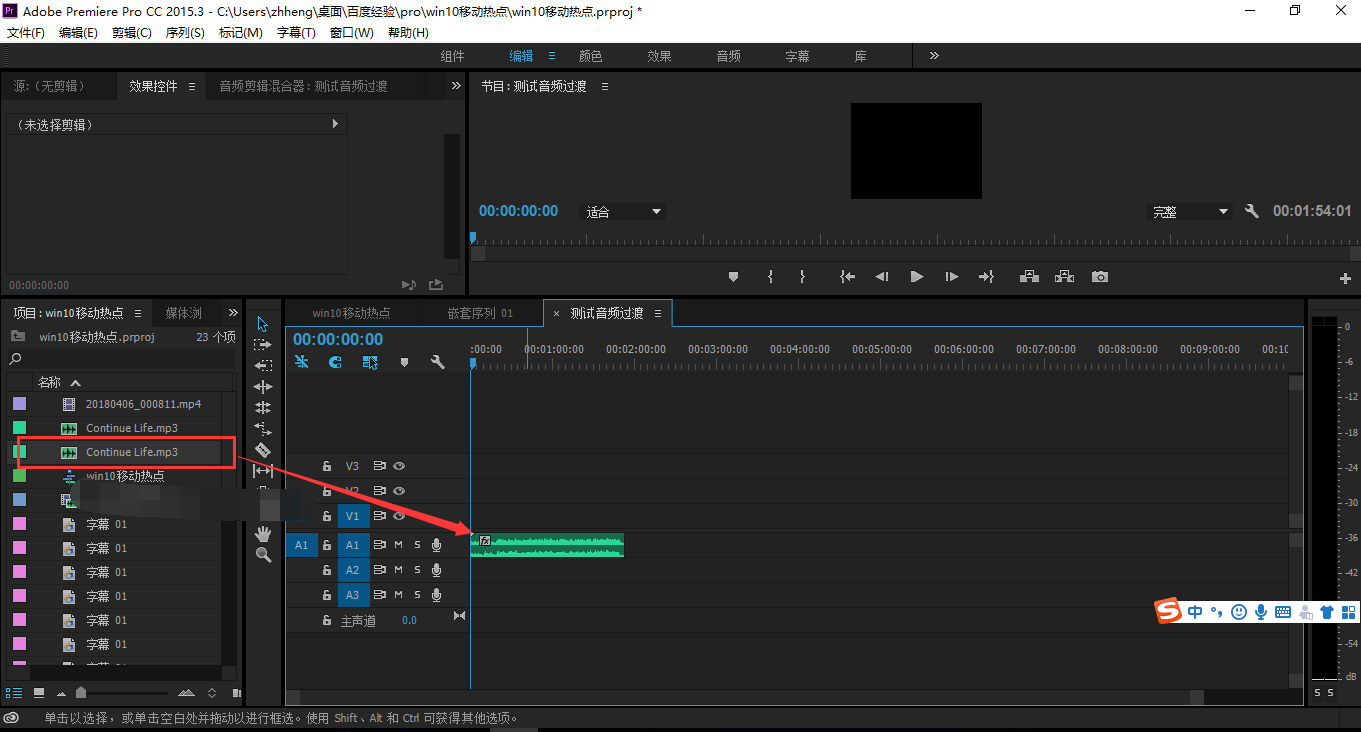 Pr Adobe Premiere Pro CC 2015.3 - C:\Users\zhheng\桌面\百度经验\pro\win10移动热点\win10移动热点.prproj *
文件(F) 编辑(E) 剪辑(C) 序列(S) 标记(M) 字幕(T) 窗口(W) 帮助(H)
组件 编辑 颜色 效果 音频 字幕 库
源:（无剪辑） 效果控件 音频剪辑混合器: 测试音频过渡
（未选择剪辑）
00:00:00:00
节目: 测试音频过渡
00:00:00:00 适合 完整 00:01:54:01
项目: win10移动热点 媒体浏
win10移动热点.prproj 23 个项
名称
20180406_000811.mp4
Continue Life.mp3
Continue Life.mp3
win10移动热点
字幕 01
字幕 01
字幕 01
字幕 01
字幕 01
字幕 01
win10移动热点 嵌套序列 01 × 测试音频过渡
00:00:00:00
:00:00 00:01:00:00 00:02:00:00 00:03:00:00 00:04:00:00 00:05:00:00 00:06:00:00 00:07:00:00 00:08:00:00 00:09:00:00 00:10
V3
V2
V1
A1 A1 M S fx
A2 M S
A3 M S
主声道 0.0
0
-6
-12
-18
-24
-30
-36
-42
-54
dB
S S
S 中
单击以选择，或单击空白处并拖动以进行框选。使用 Shift、Alt 和 Ctrl 可获得其他选项。